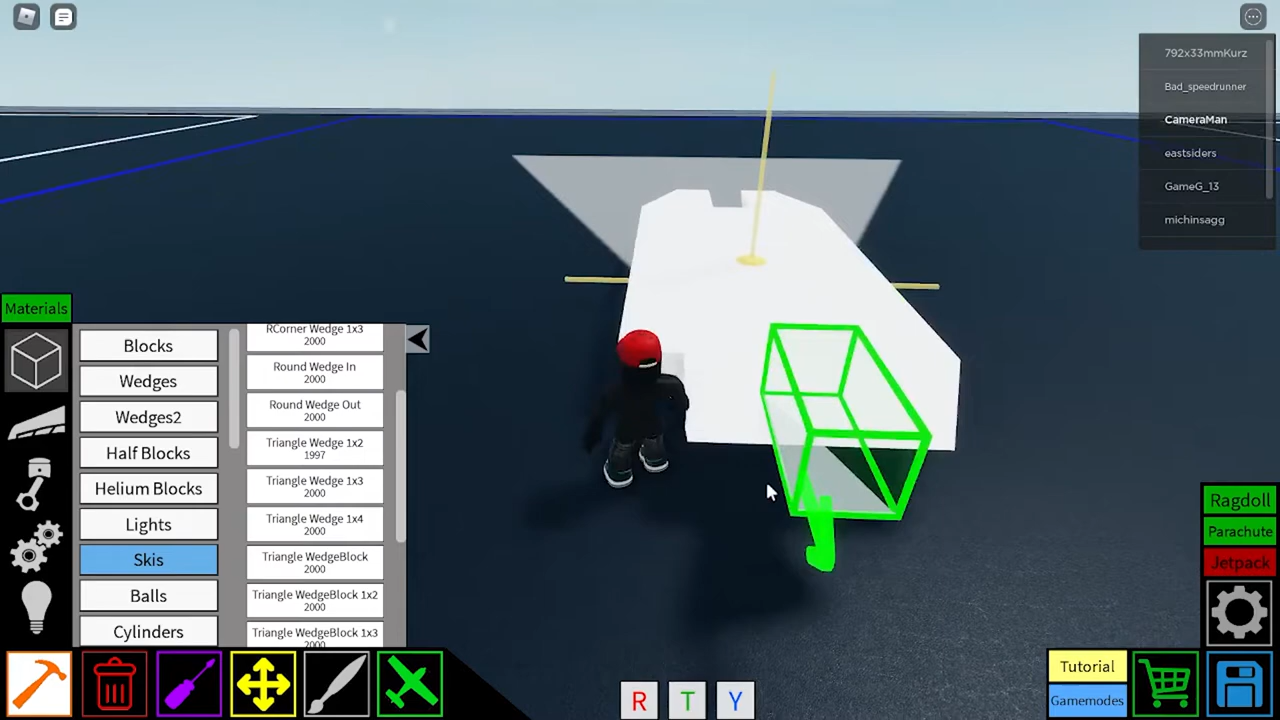 792x33mmKurz
Bad_speedrunner
CameraMan
eastsiders
GameG_13
michinsagg
Materials
Blocks
Wedges
Wedges2
Half Blocks
Helium Blocks
Lights
Skis
Balls
Cylinders
RCorner Wedge 1x3
2000
Round Wedge In
2000
Round Wedge Out
2000
Triangle Wedge 1x2
1997
Triangle Wedge 1x3
2000
Triangle Wedge 1x4
2000
Triangle WedgeBlock
2000
Triangle WedgeBlock 1x2
2000
Triangle WedgeBlock 1x3
2000
Ragdoll
Parachute
Jetpack
Tutorial
Gamemodes
R T Y